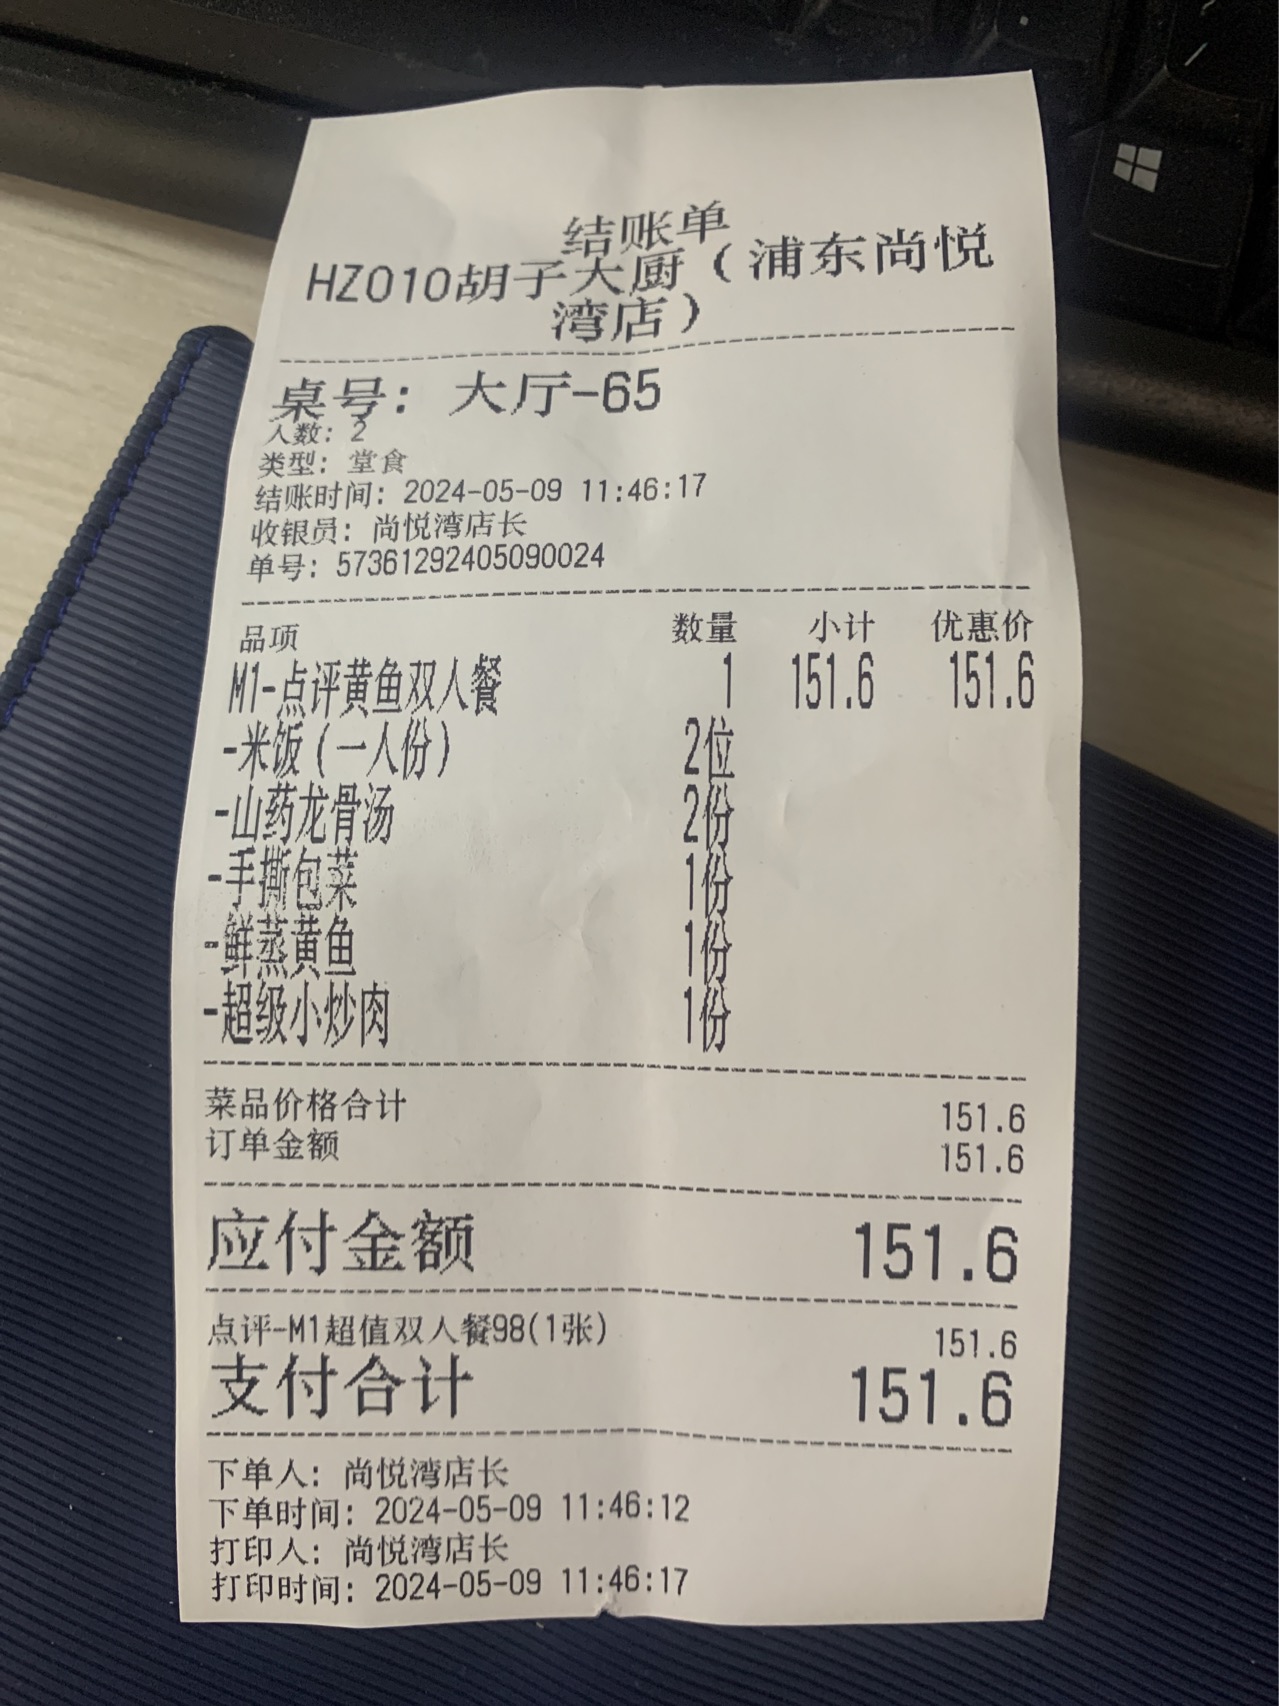 结账单
HZ010胡子大厨（浦东尚悦
湾店）
桌号：大厅-65
人数：2
类型：堂食
结账时间：2024-05-09 11:46:17
收银员：尚悦湾店长
单号：57361292405090024
品项 数量 小计 优惠价
M1-点评黄鱼双人餐 1 151.6 151.6
-米饭（一人份） 2位
-山药龙骨汤 2份
-手撕包菜 1份
-鲜蒸黄鱼 1份
-超级小炒肉 1份
菜品价格合计 151.6
订单金额 151.6
应付金额 151.6
点评-M1超值双人餐98(1张) 151.6
支付合计 151.6
下单人：尚悦湾店长
下单时间：2024-05-09 11:46:12
打印人：尚悦湾店长
打印时间：2024-05-09 11:46:17